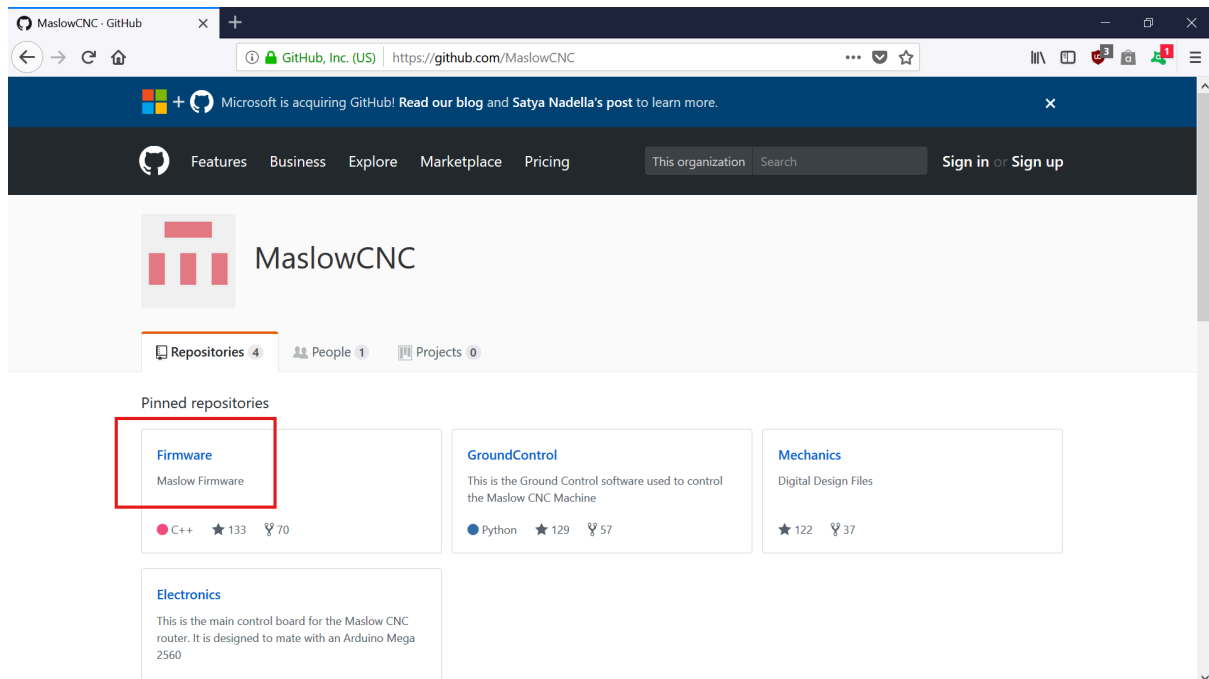 MaslowCNC · GitHub
GitHub, Inc. (US) https://github.com/MaslowCNC
3
1
+ Microsoft is acquiring GitHub! Read our blog and Satya Nadella's post to learn more.
Features Business Explore Marketplace Pricing This organization Search Sign in or Sign up
MaslowCNC
Repositories 4 People 1 Projects 0
Pinned repositories
Firmware
Maslow Firmware
C++ 133 70
GroundControl
This is the Ground Control software used to control
the Maslow CNC Machine
Python 129 57
Mechanics
Digital Design Files
122 37
Electronics
This is the main control board for the Maslow CNC
router. It is designed to mate with an Arduino Mega
2560